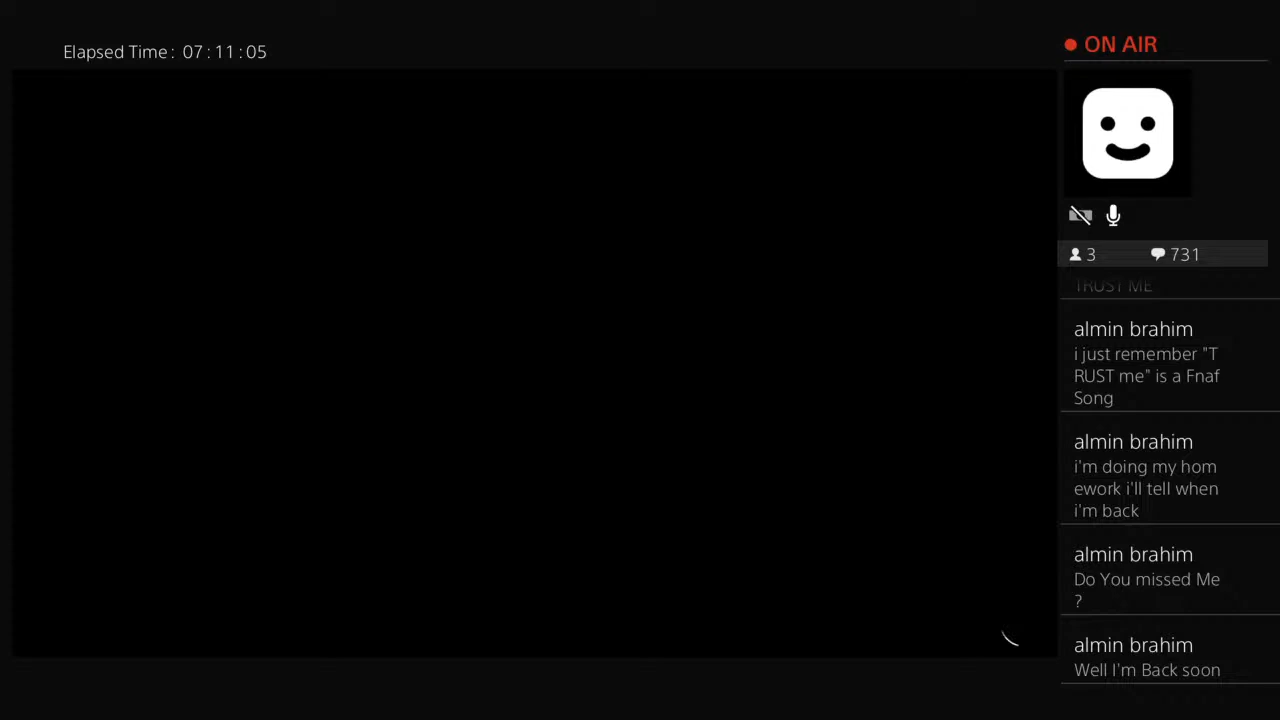 Elapsed Time: 07:11:05
ON AIR
3 731
TRUST ME
almin brahim
i just remember "T
RUST me" is a Fnaf
Song
almin brahim
i'm doing my hom
ework i'll tell when
i'm back
almin brahim
Do You missed Me
?
almin brahim
Well I'm Back soon